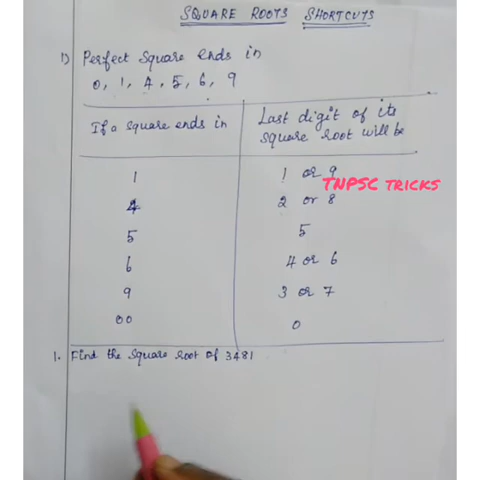 SQUARE ROOTS SHORTCUTS
1) Perfect Square ends in
0, 1, 4, 5, 6, 9
If a square ends in
Last digit of its
square root will be
1
1 or 9
TNPSC TRICKS
4
2 or 8
5
5
6
4 or 6
9
3 or 7
00
0
1. Find the square root of 3481